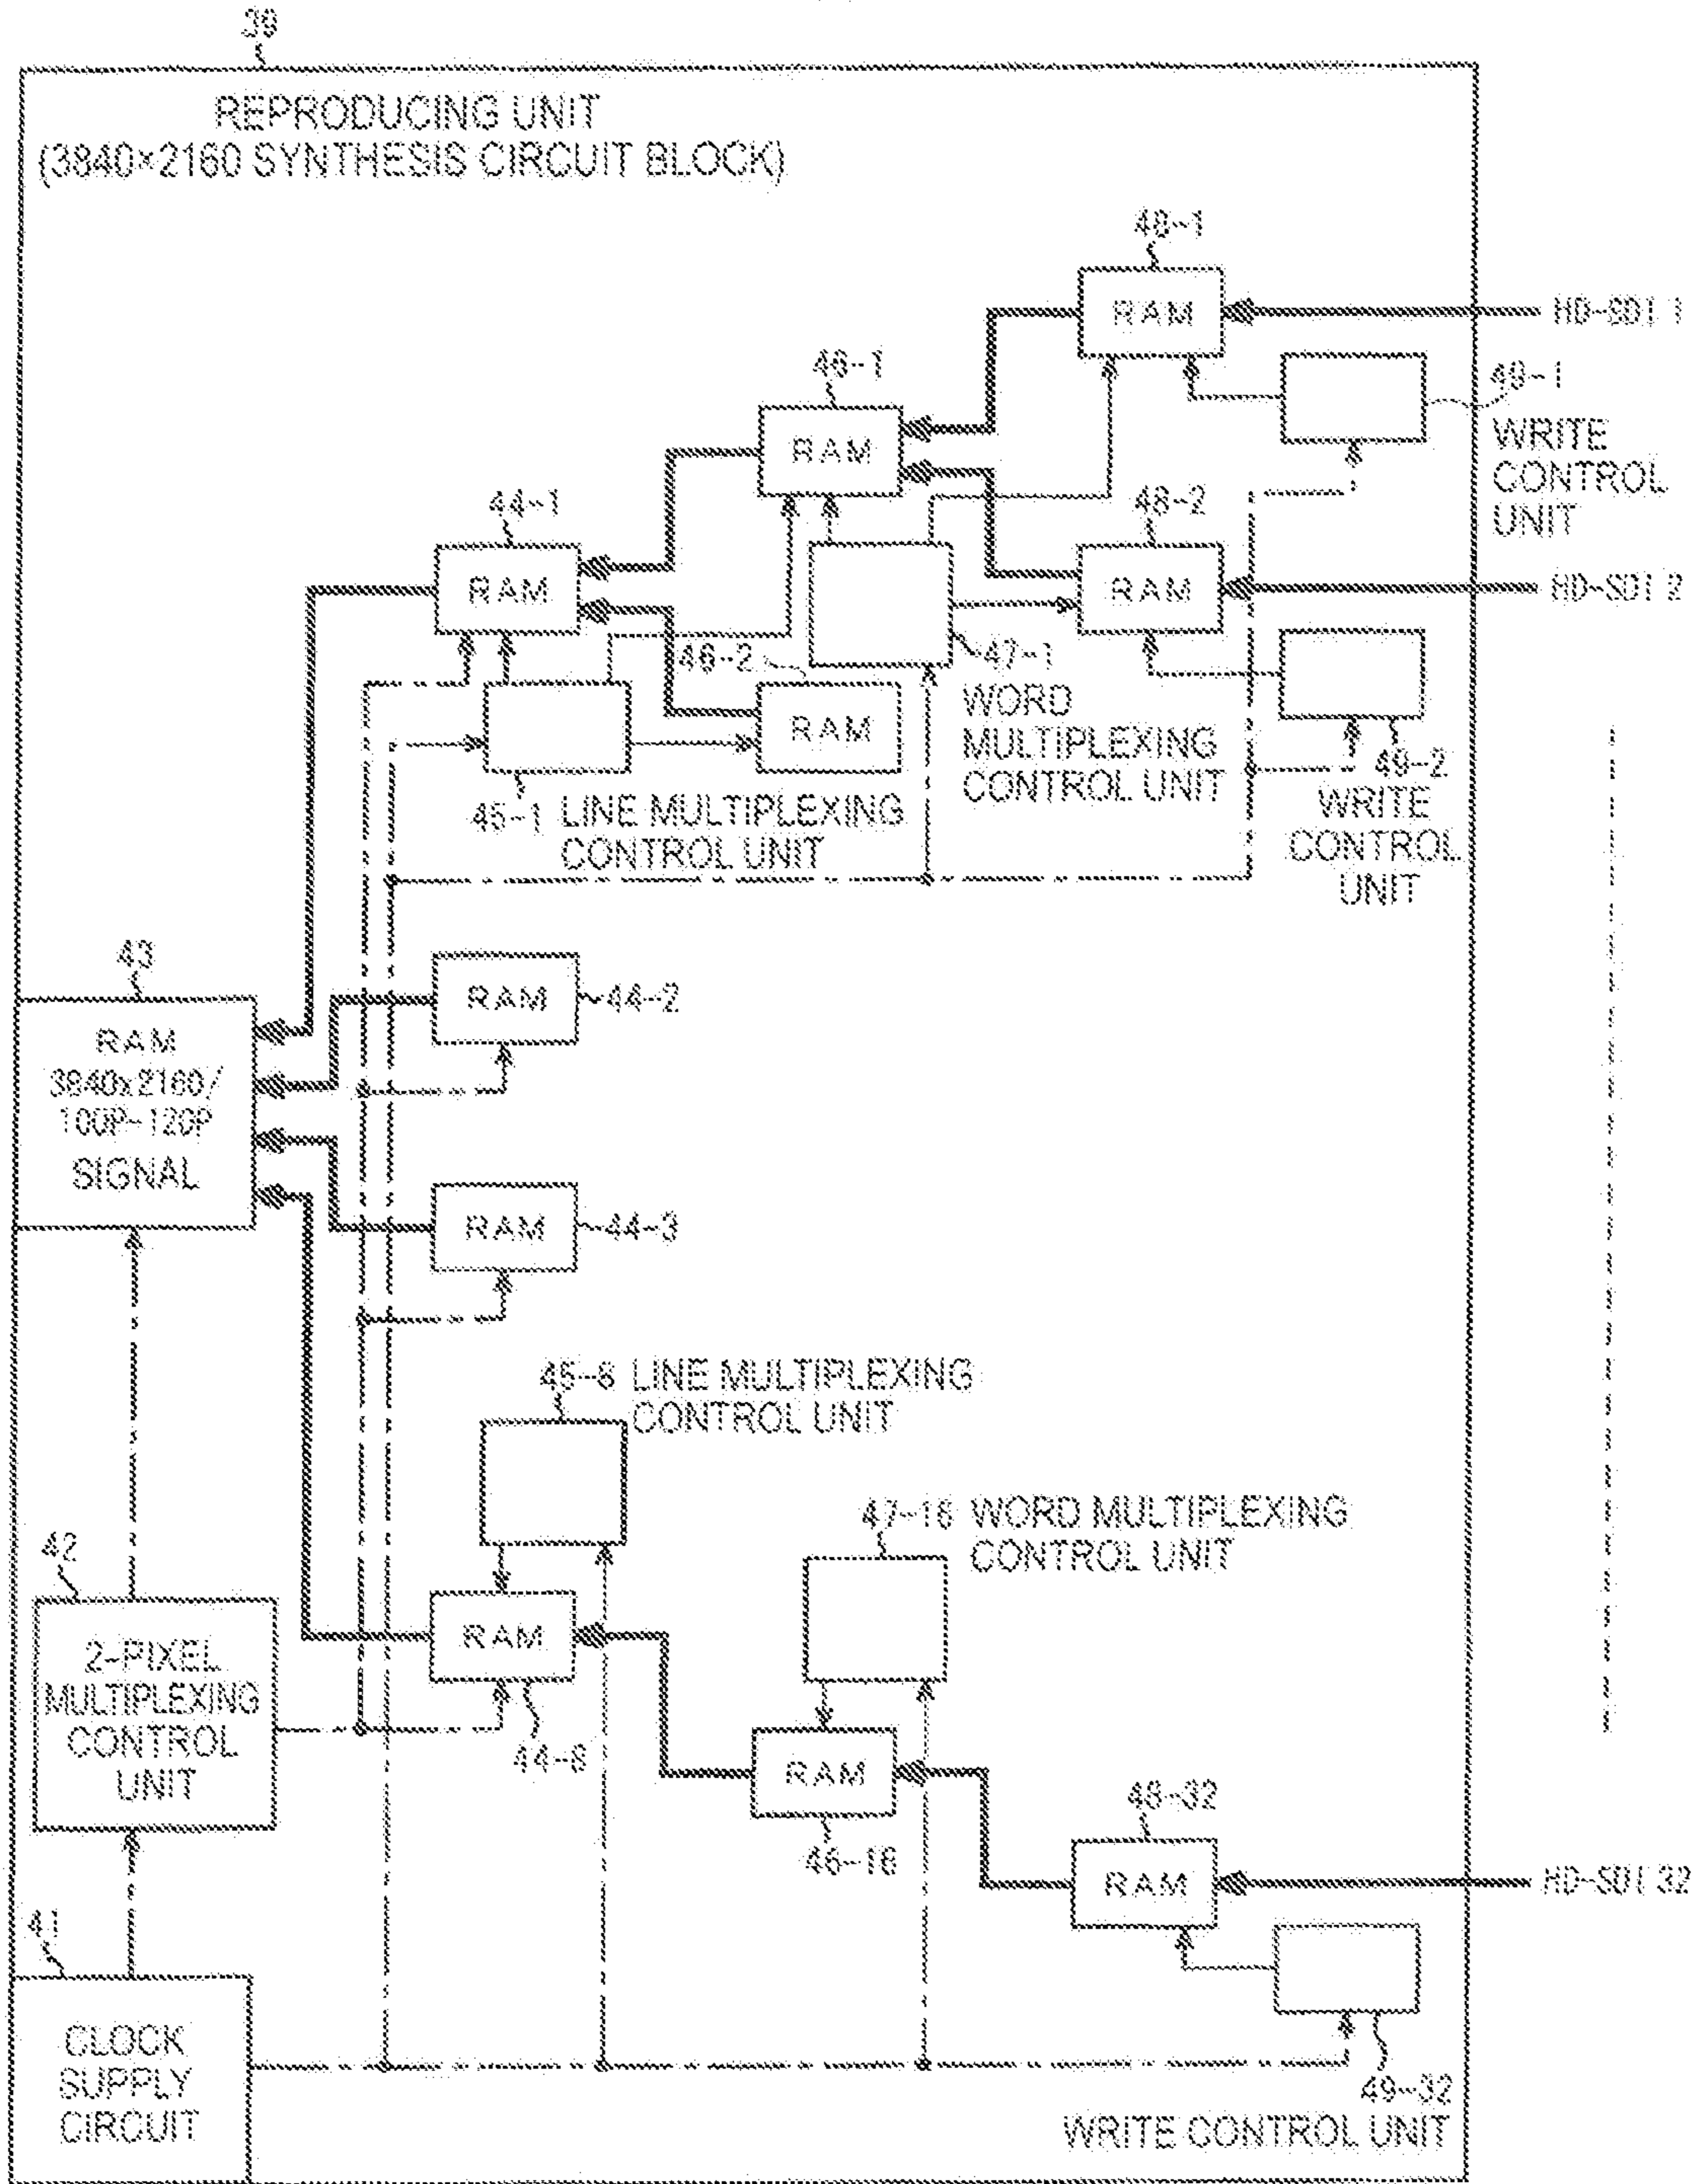 39
REPRODUCING UNIT
(3840×2160 SYNTHESIS CIRCUIT BLOCK)
48-1
RAM
HD-SDI 1
46-1
RAM
49-1
WRITE
CONTROL
UNIT
44-1
RAM
48-2
RAM
HD-SDI 2
46-2
RAM
47-1
WORD
MULTIPLEXING
CONTROL UNIT
49-2
WRITE
CONTROL
UNIT
45-1 LINE MULTIPLEXING
CONTROL UNIT
43
RAM
3840x2160/
100P-120P
SIGNAL
RAM
44-2
RAM
44-3
45-8 LINE MULTIPLEXING
CONTROL UNIT
47-16 WORD MULTIPLEXING
CONTROL UNIT
42
2-PIXEL
MULTIPLEXING
CONTROL
UNIT
RAM
44-8
RAM
46-16
48-32
RAM
HD-SDI 32
41
CLOCK
SUPPLY
CIRCUIT
49-32
WRITE CONTROL UNIT